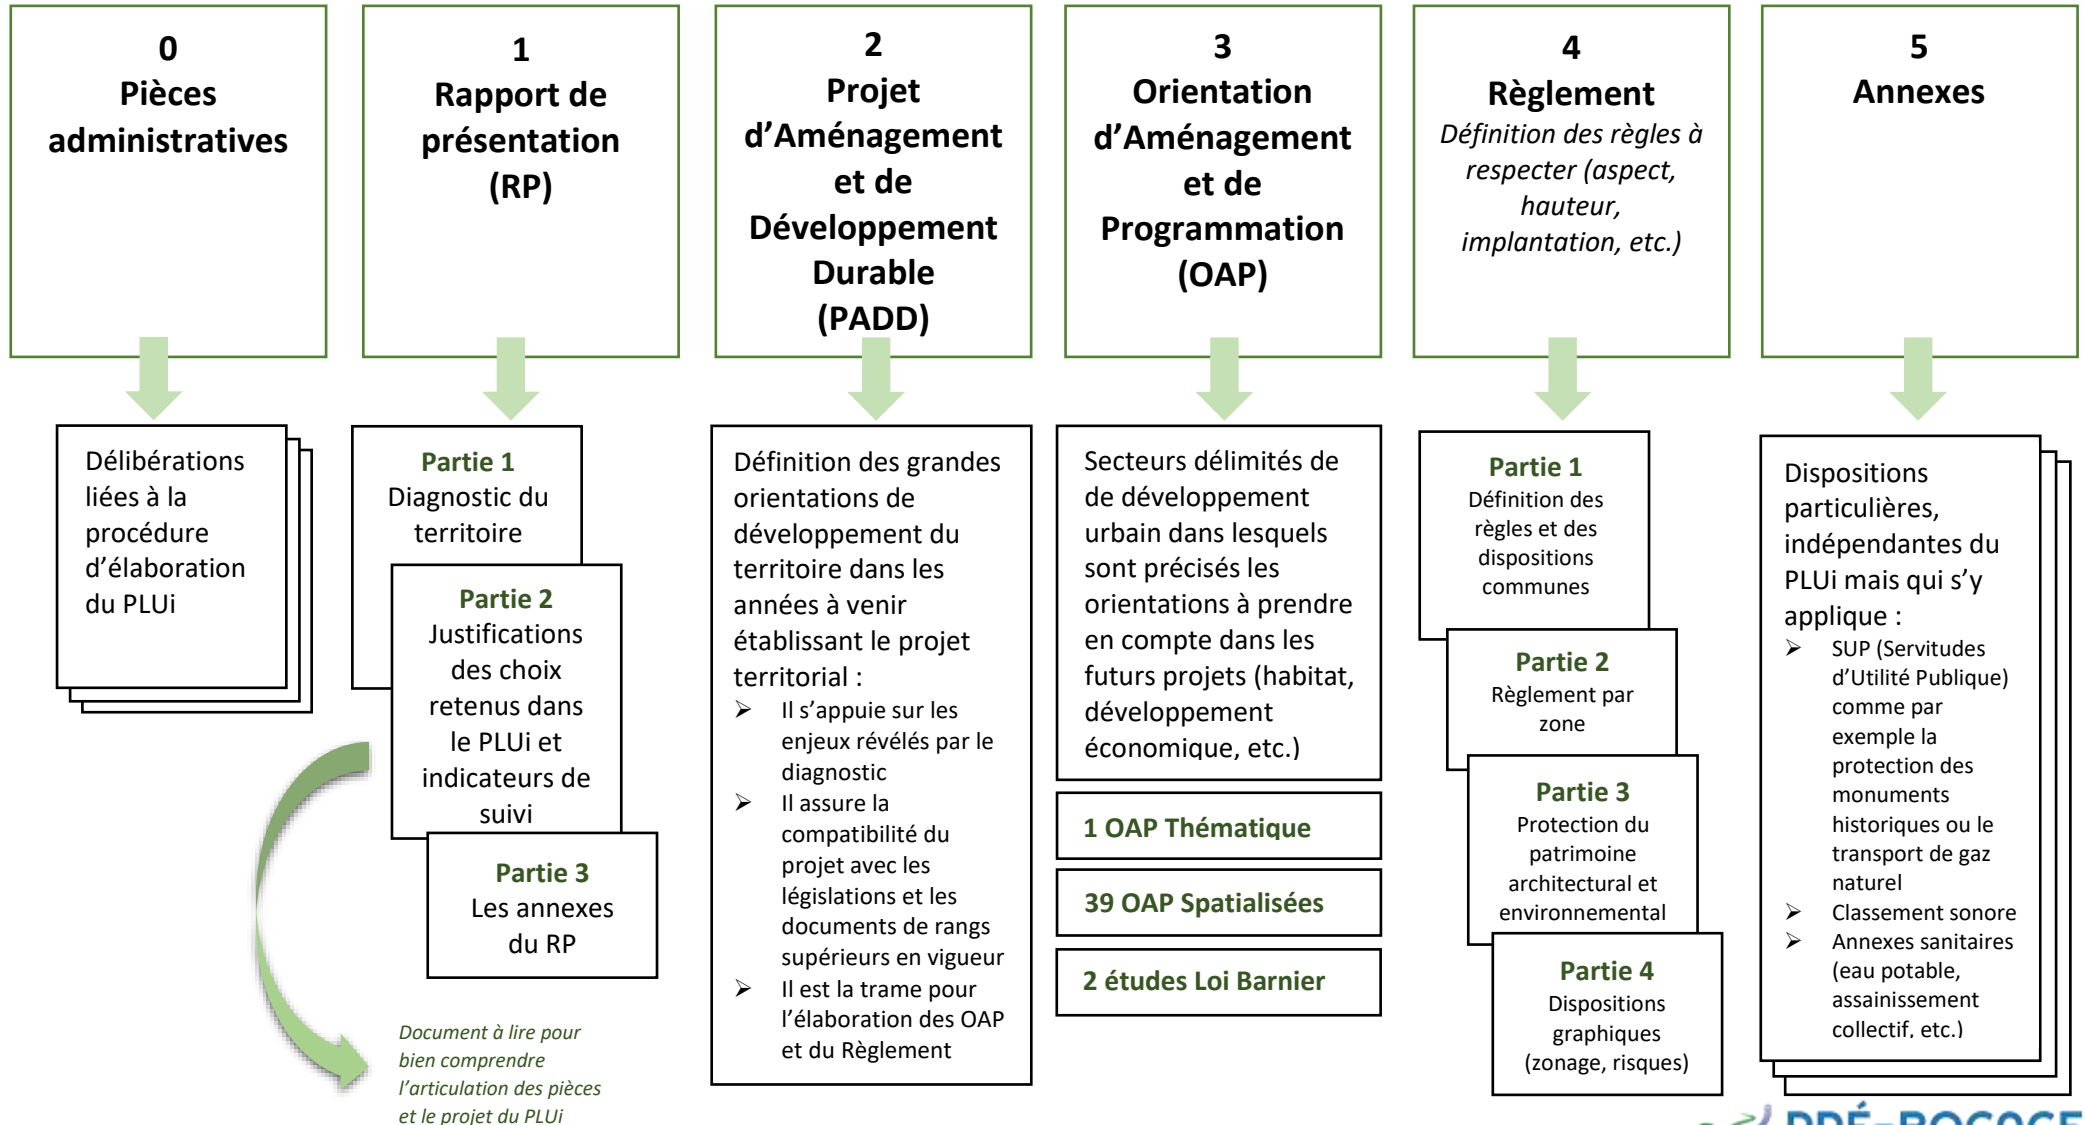 0
Pièces
administratives
1
Rapport de
présentation
(RP)
2
Projet
d’Aménagement
et de
Développement
Durable
(PADD)
3
Orientation
d’Aménagement
et de
Programmation
(OAP)
4
Règlement
Définition des règles à
respecter (aspect,
hauteur,
implantation, etc.)
5
Annexes
Délibérations
liées à la
procédure
d’élaboration
du PLUi
Partie 1
Diagnostic du
territoire
Partie 2
Justifications
des choix
retenus dans
le PLUi et
indicateurs de
suivi
Partie 3
Les annexes
du RP
Document à lire pour
bien comprendre
l’articulation des pièces
et le projet du PLUi
Définition des grandes
orientations de
développement du
territoire dans les
années à venir
établissant le projet
territorial :
➢ Il s’appuie sur les
enjeux révélés par le
diagnostic
➢ Il assure la
compatibilité du
projet avec les
législations et les
documents de rangs
supérieurs en vigueur
➢ Il est la trame pour
l’élaboration des OAP
et du Règlement
Secteurs délimités de
de développement
urbain dans lesquels
sont précisés les
orientations à prendre
en compte dans les
futurs projets (habitat,
développement
économique, etc.)
1 OAP Thématique
39 OAP Spatialisées
2 études Loi Barnier
Partie 1
Définition des
règles et des
dispositions
communes
Partie 2
Règlement par
zone
Partie 3
Protection du
patrimoine
architectural et
environnemental
Partie 4
Dispositions
graphiques
(zonage, risques)
Dispositions
particulières,
indépendantes du
PLUi mais qui s’y
applique :
➢ SUP (Servitudes
d’Utilité Publique)
comme par
exemple la
protection des
monuments
historiques ou le
transport de gaz
naturel
➢ Classement sonore
➢ Annexes sanitaires
(eau potable,
assainissement
collectif, etc.)
PRÉ-BOCAGE